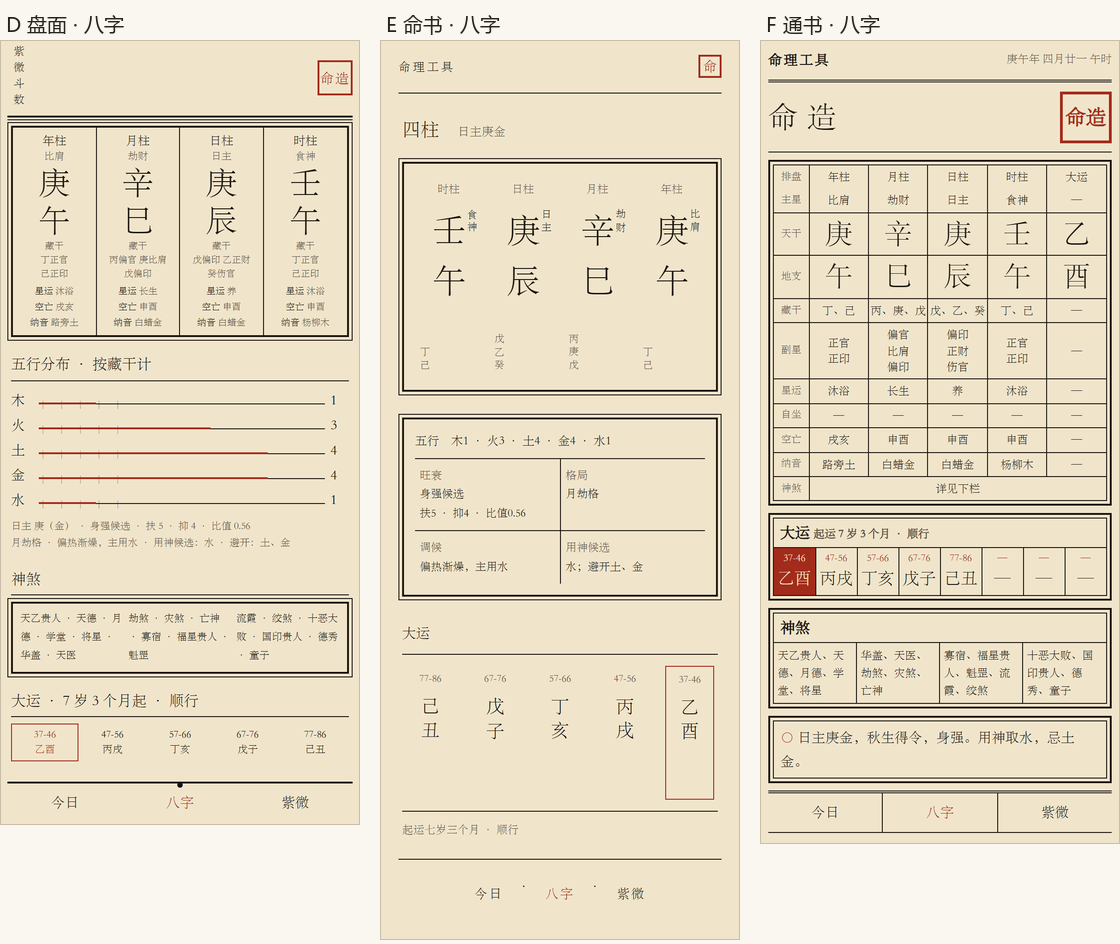 D 盘面 · 八字
紫
微
斗
数
命造
年柱 月柱 日柱 时柱
比肩 劫财 日主 食神
庚 辛 庚 壬
午 巳 辰 午
藏干 藏干 藏干 藏干
丁正官 丙偏官 庚比肩 戊偏印 乙正财 丁正官
己正印 戊偏印 癸伤官 己正印
星运 沐浴 星运 长生 星运 养 星运 沐浴
空亡 戌亥 空亡 申酉 空亡 申酉 空亡 申酉
纳音 路旁土 纳音 白蜡金 纳音 白蜡金 纳音 杨柳木
五行分布 · 按藏干计
木 1
火 3
土 4
金 4
水 1
日主 庚（金） · 身强候选 · 扶 5 · 抑 4 · 比值 0.56
月劫格 · 偏热渐燥，主用水 · 用神候选：水 · 避开：土、金
神煞
天乙贵人 · 天德 · 月
德 · 学堂 · 将星 ·
华盖 · 天医
劫煞 · 灾煞 · 亡神
· 寡宿 · 福星贵人 ·
魁罡
流霞 · 绞煞 · 十恶大
败 · 国印贵人 · 德秀
· 童子
大运 · 7 岁 3 个月起 · 顺行
37-46 47-56 57-66 67-76 77-86
乙酉 丙戌 丁亥 戊子 己丑
今日 八字 紫微
E 命书 · 八字
命理工具
命
四柱 日主庚金
时柱 日柱 月柱 年柱
壬 食神 庚 日主 辛 劫财 庚 比肩
午 辰 巳 午
丁己 戊乙癸 丙庚戊 丁己
五行 木1 · 火3 · 土4 · 金4 · 水1
旺衰 格局
身强候选 月劫格
扶5 · 抑4 · 比值0.56
调候 用神候选
偏热渐燥，主用水 水；避开土、金
大运
77-86 67-76 57-66 47-56 37-46
己 戊 丁 丙 乙
丑 子 亥 戌 酉
起运七岁三个月 · 顺行
今日 · 八字 · 紫微
F 通书 · 八字
命理工具 庚午年 四月廿一 午时
命造
命造
排盘 年柱 月柱 日柱 时柱 大运
主星 比肩 劫财 日主 食神 —
天干 庚 辛 庚 壬 乙
地支 午 巳 辰 午 酉
藏干 丁、己 丙、庚、戊 戊、乙、癸 丁、己 —
副星 正官 正印 偏官 比肩 偏印 偏印 正财 伤官 正官 正印 —
星运 沐浴 长生 养 沐浴 —
自坐 — — — — —
空亡 戌亥 申酉 申酉 申酉 —
纳音 路旁土 白蜡金 白蜡金 杨柳木 —
神煞 详见下栏
大运 起运 7 岁 3 个月 · 顺行
37-46 47-56 57-66 67-76 77-86 — — —
乙酉 丙戌 丁亥 戊子 己丑 — — —
神煞
天乙贵人、天
德、月德、学
堂、将星
华盖、天医、
劫煞、灾煞、
亡神
寡宿、福星贵
人、魁罡、流
霞、绞煞
十恶大败、国
印贵人、德
秀、童子
○ 日主庚金，秋生得令，身强。用神取水，忌土
金。
今日 八字 紫微